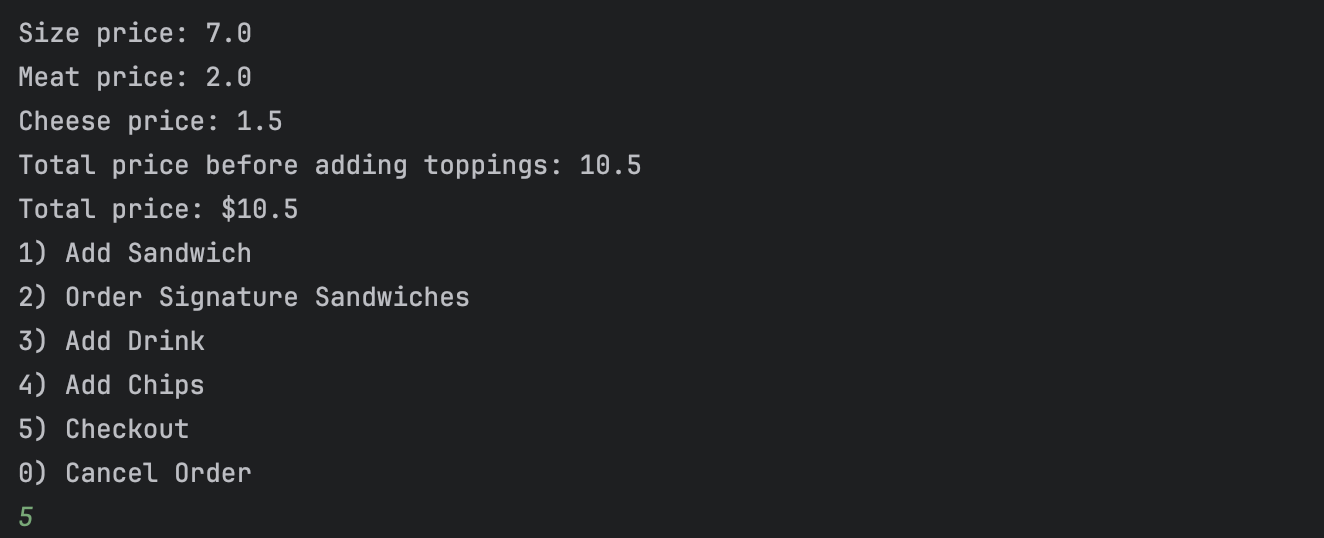 Size price: 7.0
Meat price: 2.0
Cheese price: 1.5
Total price before adding toppings: 10.5
Total price: $10.5
1) Add Sandwich
2) Order Signature Sandwiches
3) Add Drink
4) Add Chips
5) Checkout
0) Cancel Order
5